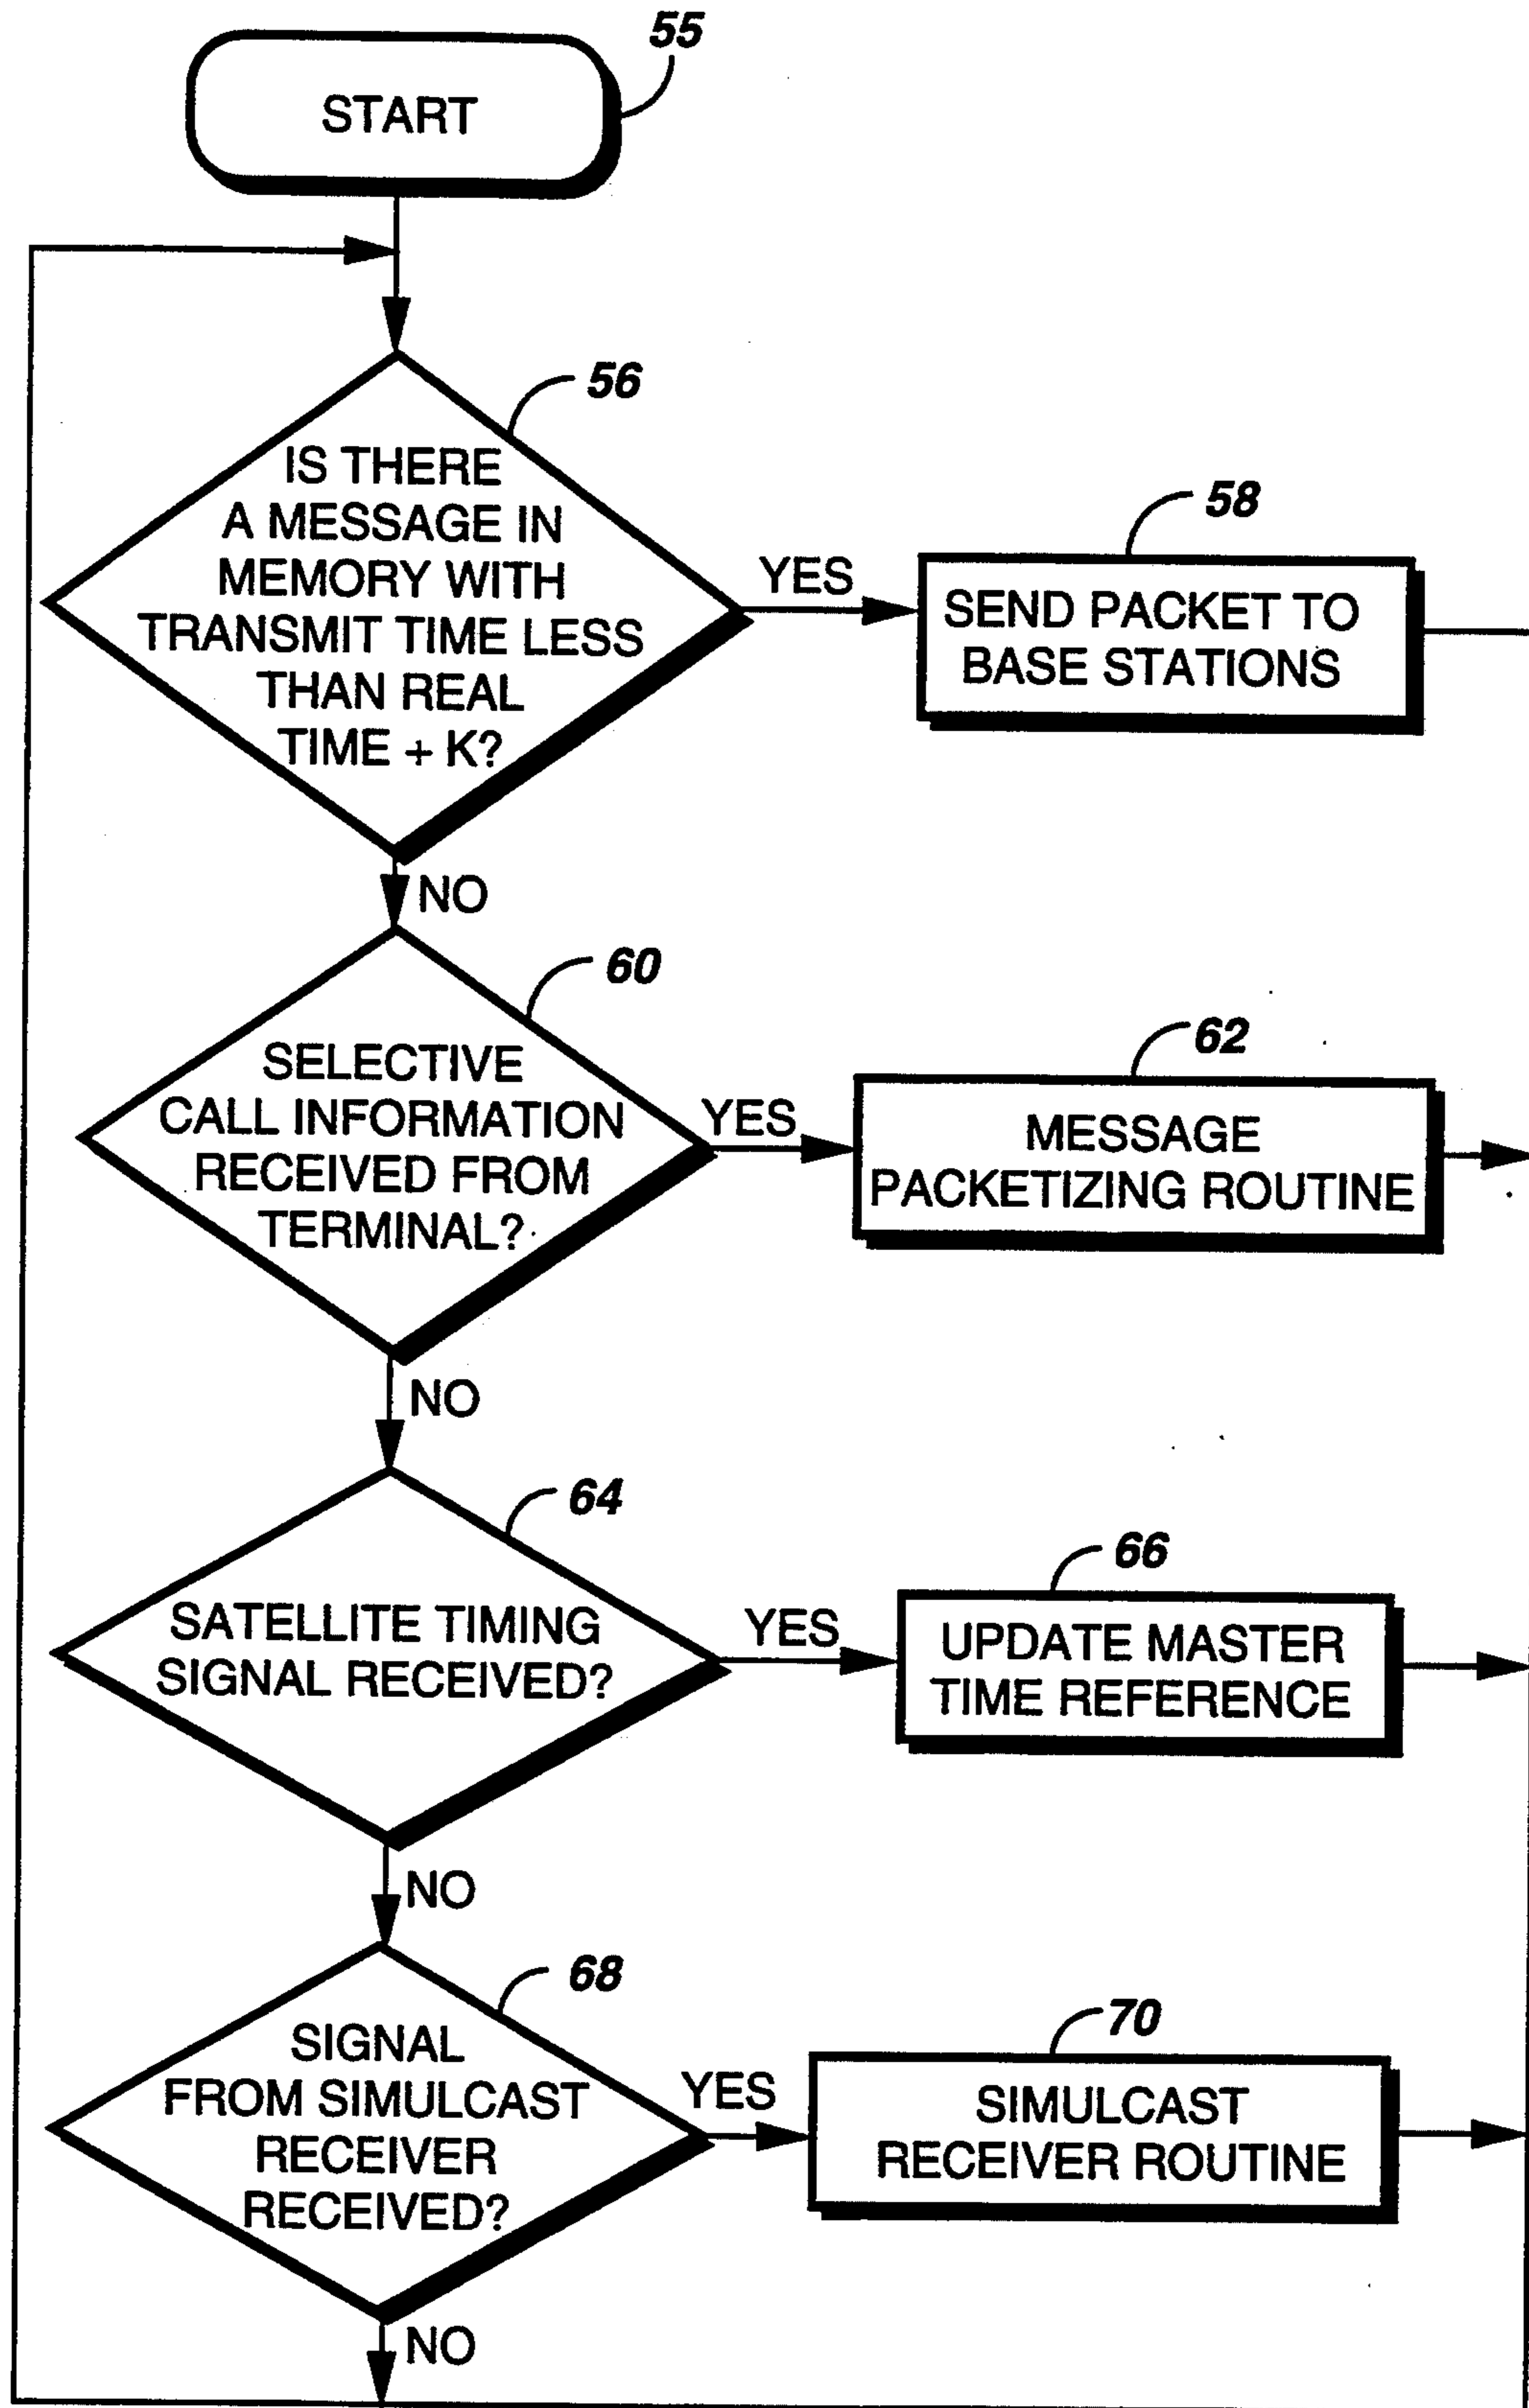 55
START
56
IS THERE
A MESSAGE IN
MEMORY WITH
TRANSMIT TIME LESS
THAN REAL
TIME + K?
YES
58
SEND PACKET TO
BASE STATIONS
NO
60
SELECTIVE
CALL INFORMATION
RECEIVED FROM
TERMINAL?
YES
62
MESSAGE
PACKETIZING ROUTINE
NO
64
SATELLITE TIMING
SIGNAL RECEIVED?
YES
66
UPDATE MASTER
TIME REFERENCE
NO
68
SIGNAL
FROM SIMULCAST
RECEIVER
RECEIVED?
YES
70
SIMULCAST
RECEIVER ROUTINE
NO